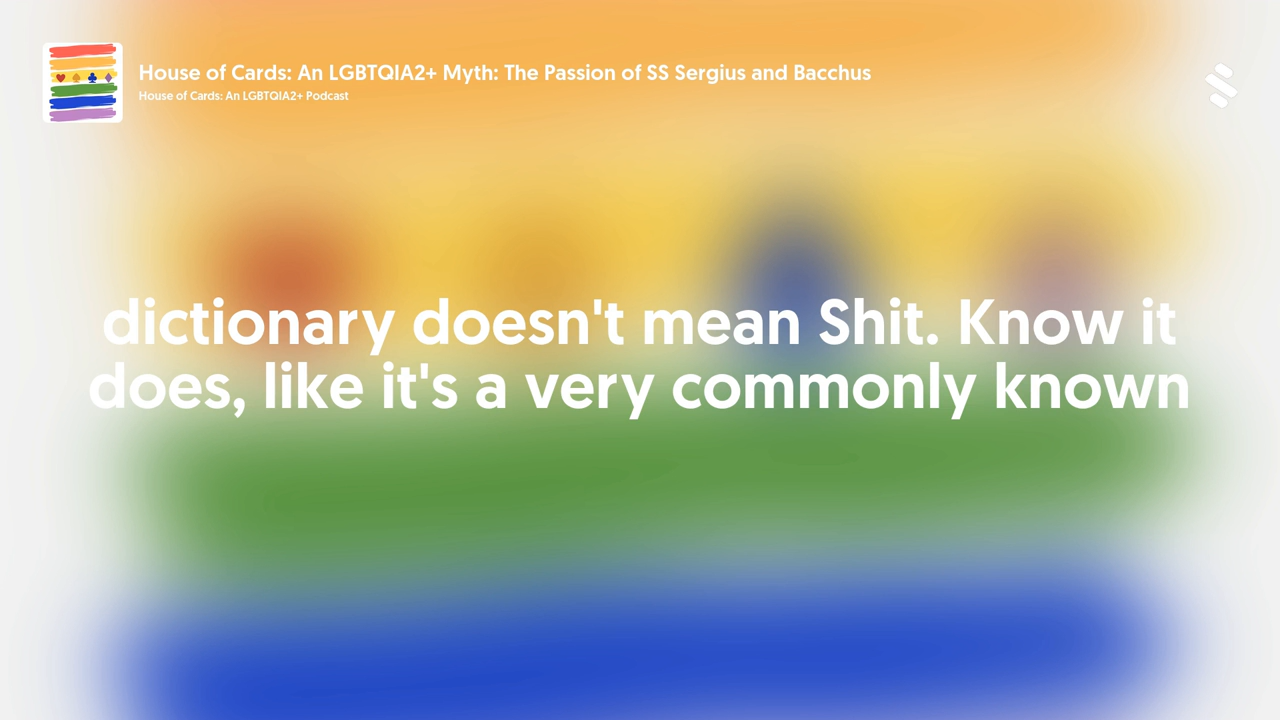 House of Cards: An LGBTQIA2+ Myth: The Passion of SS Sergius and Bacchus
House of Cards: An LGBTQIA2+ Podcast
dictionary doesn't mean Shit. Know it
does, like it's a very commonly known